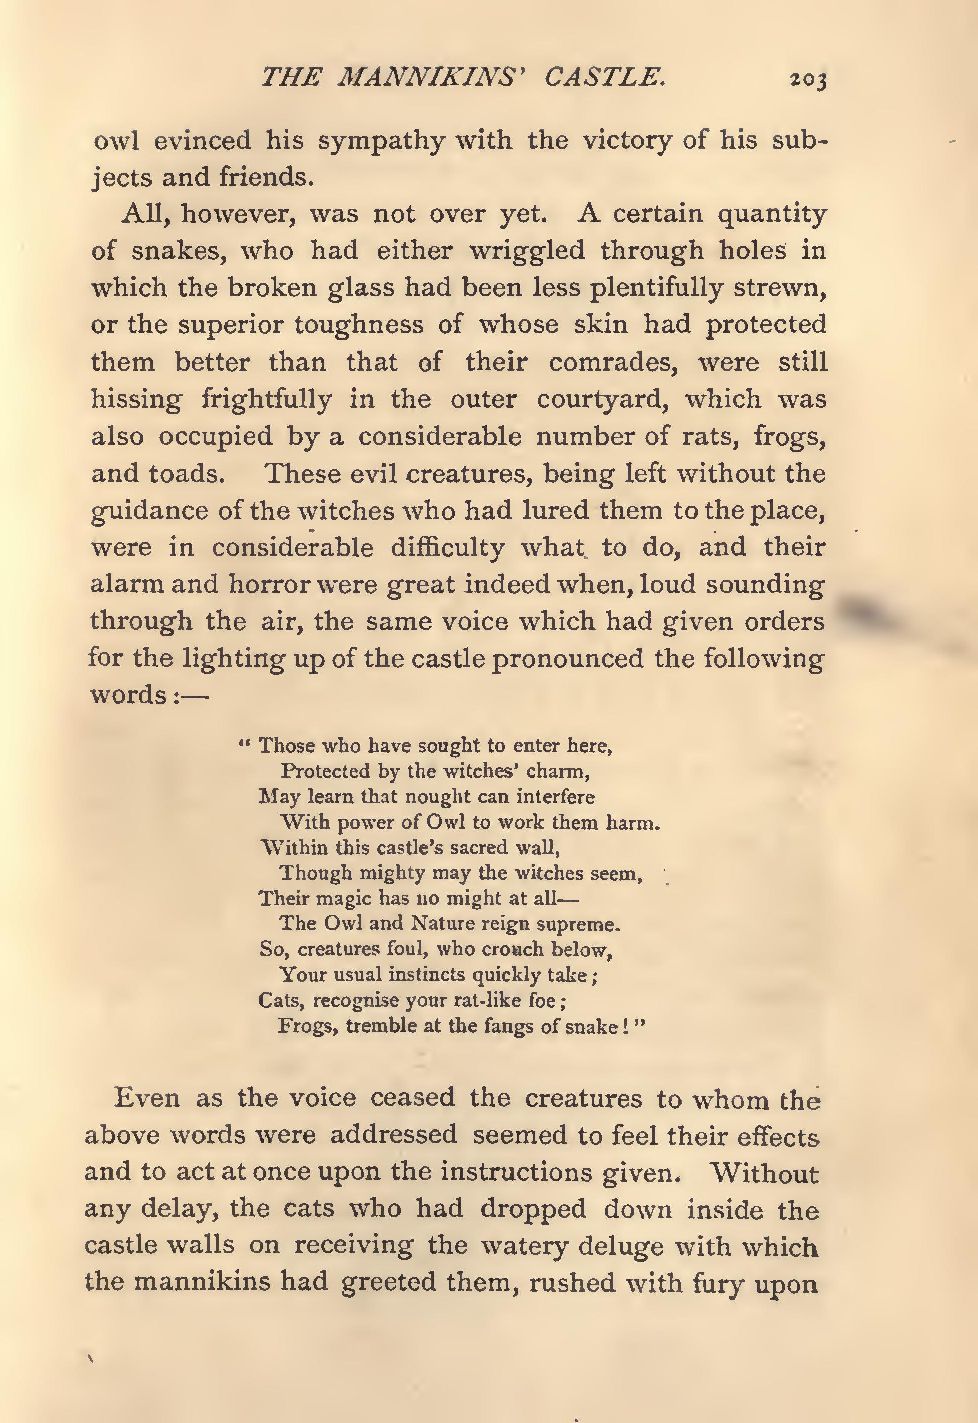 THE MANNIKINS' CASTLE. 203
owl evinced his sympathy with the victory of his sub-
jects and friends.
All, however, was not over yet. A certain quantity
of snakes, who had either wriggled through holes in
which the broken glass had been less plentifully strewn,
or the superior toughness of whose skin had protected
them better than that of their comrades, were still
hissing frightfully in the outer courtyard, which was
also occupied by a considerable number of rats, frogs,
and toads. These evil creatures, being left without the
guidance of the witches who had lured them to the place,
were in considerable difficulty what to do, and their
alarm and horror were great indeed when, loud sounding
through the air, the same voice which had given orders
for the lighting up of the castle pronounced the following
words :—
“ Those who have sought to enter here,
Protected by the witches' charm,
May learn that nought can interfere
With power of Owl to work them harm.
Within this castle's sacred wall,
Though mighty may the witches seem,
Their magic has no might at all—
The Owl and Nature reign supreme.
So, creatures foul, who crouch below,
Your usual instincts quickly take ;
Cats, recognise your rat-like foe ;
Frogs, tremble at the fangs of snake ! ”
Even as the voice ceased the creatures to whom the
above words were addressed seemed to feel their effects
and to act at once upon the instructions given. Without
any delay, the cats who had dropped down inside the
castle walls on receiving the watery deluge with which
the mannikins had greeted them, rushed with fury upon